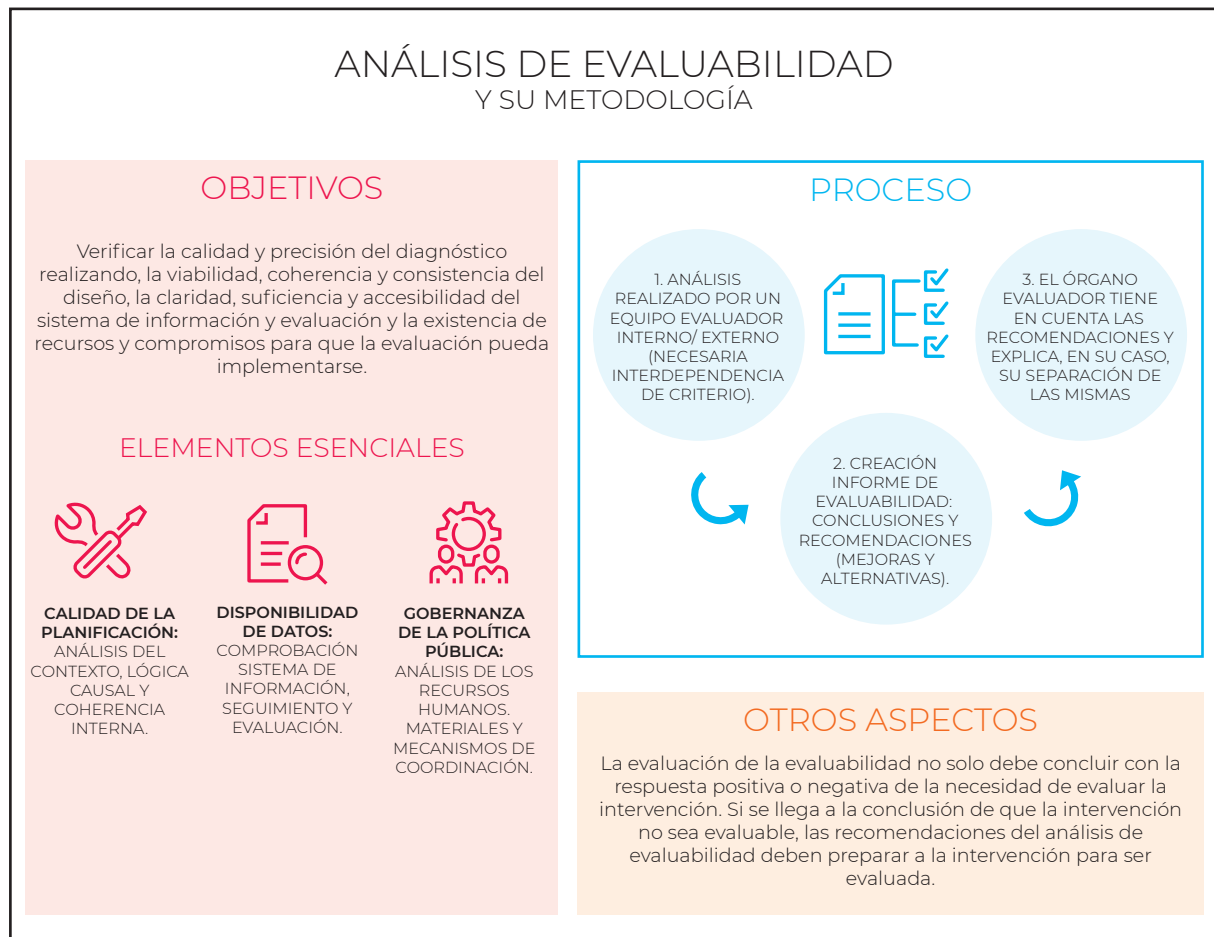 ANÁLISIS DE EVALUABILIDAD
Y SU METODOLOGÍA
OBJETIVOS
Verificar la calidad y precisión del diagnóstico
realizando, la viabilidad, coherencia y consistencia del
diseño, la claridad, suficiencia y accesibilidad del
sistema de información y evaluación y la existencia de
recursos y compromisos para que la evaluación pueda
implementarse.
ELEMENTOS ESENCIALES
CALIDAD DE LA
PLANIFICACIÓN:
ANÁLISIS DEL
CONTEXTO, LÓGICA
CAUSAL Y
COHERENCIA
INTERNA.
DISPONIBILIDAD
DE DATOS:
COMPROBACIÓN
SISTEMA DE
INFORMACIÓN,
SEGUIMIENTO Y
EVALUACIÓN.
GOBERNANZA
DE LA POLÍTICA
PÚBLICA:
ANÁLISIS DE LOS
RECURSOS
HUMANOS.
MATERIALES Y
MECANISMOS DE
COORDINACIÓN.
PROCESO
1. ANÁLISIS
REALIZADO POR UN
EQUIPO EVALUADOR
INTERNO/ EXTERNO
(NECESARIA
INTERDEPENDENCIA
DE CRITERIO).
2. CREACIÓN
INFORME DE
EVALUABILIDAD:
CONCLUSIONES Y
RECOMENDACIONES
(MEJORAS Y
ALTERNATIVAS).
3. EL ÓRGANO
EVALUADOR TIENE
EN CUENTA LAS
RECOMENDACIONES Y
EXPLICA, EN SU CASO,
SU SEPARACIÓN DE
LAS MISMAS
OTROS ASPECTOS
La evaluación de la evaluabilidad no solo debe concluir con la
respuesta positiva o negativa de la necesidad de evaluar la
intervención. Si se llega a la conclusión de que la intervención
no sea evaluable, las recomendaciones del análisis de
evaluabilidad deben preparar a la intervención para ser
evaluada.